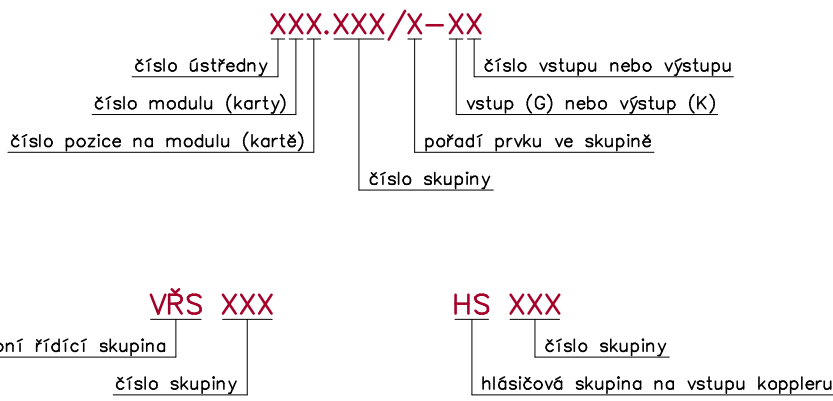 XXX.XXX/X-XX
číslo ústředny
číslo vstupu nebo výstupu
číslo modulu (karty)
vstup (G) nebo výstup (K)
číslo pozice na modulu (kartě)
pořadí prvku ve skupině
číslo skupiny
VŘS XXX
HS XXX
řídící skupina
číslo skupiny
číslo skupiny
hlásičová skupina na vstupu koppleru